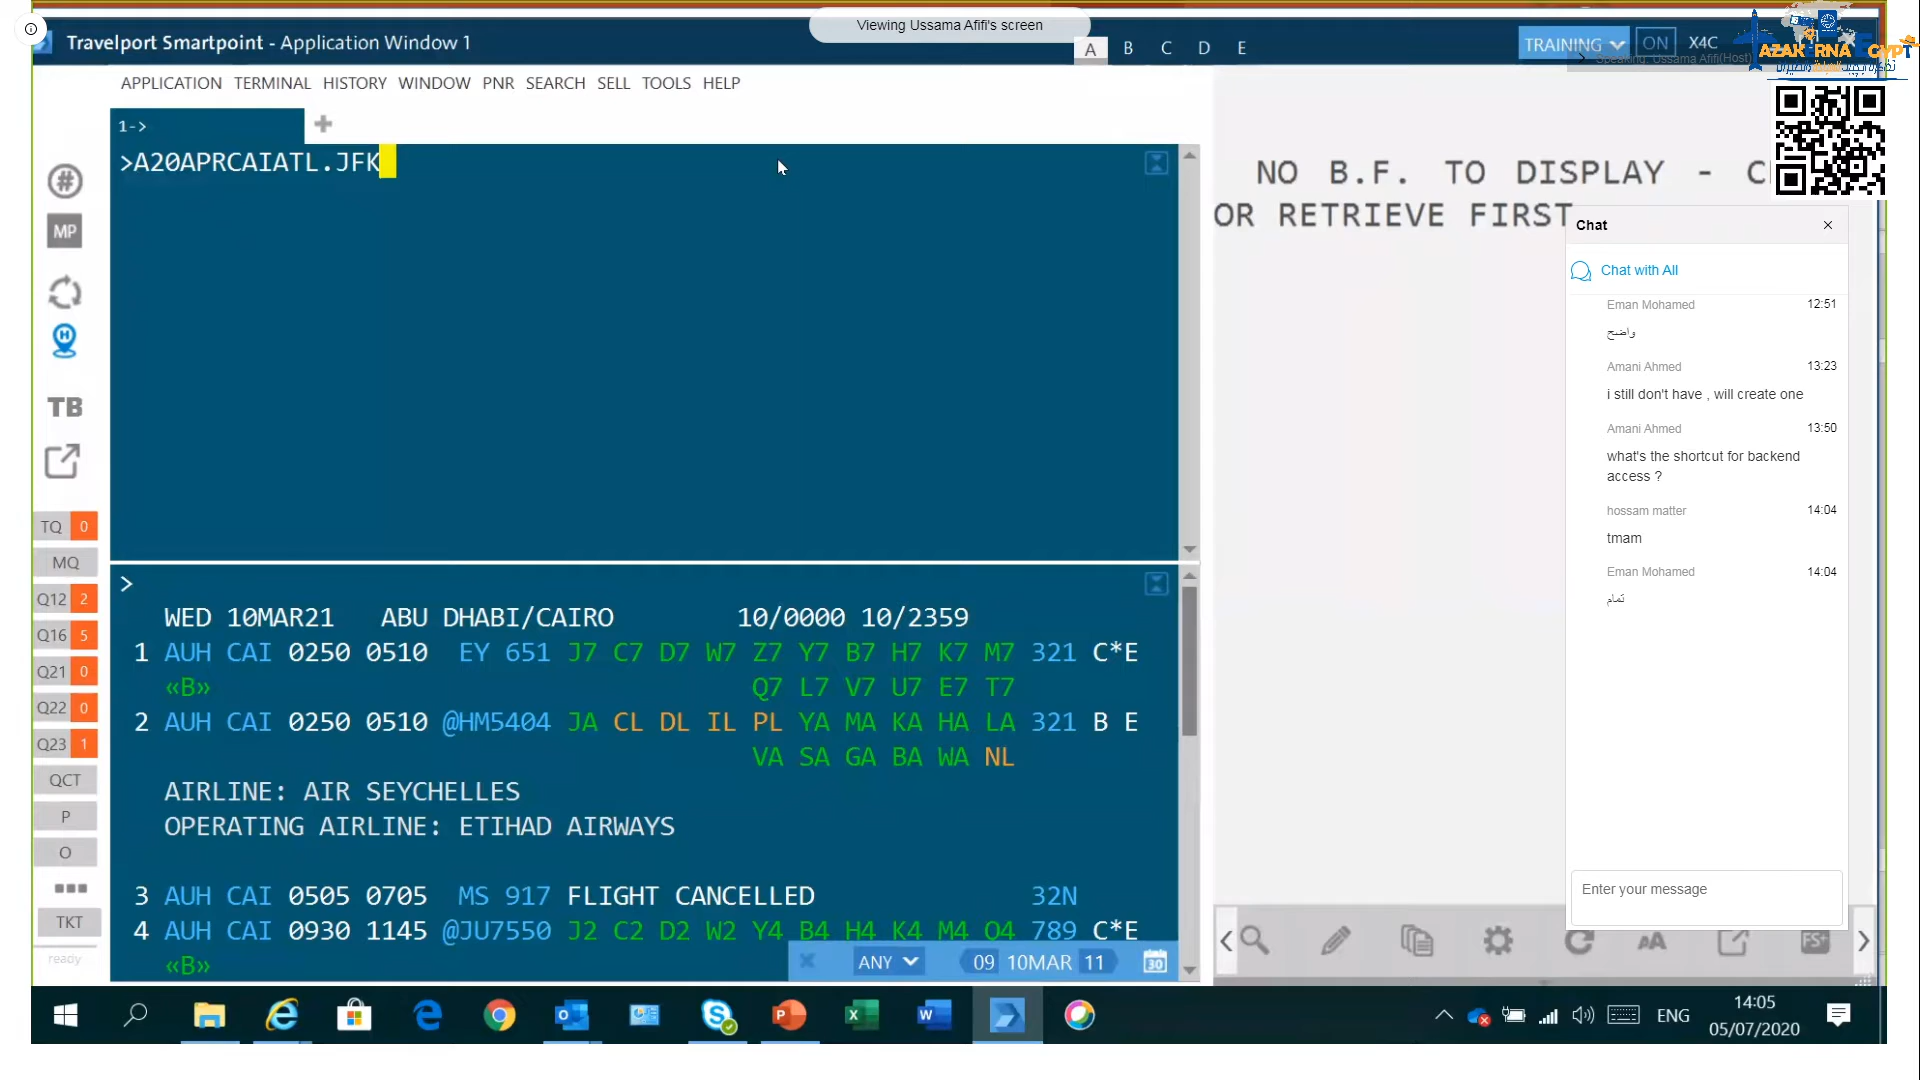 Viewing Ussama Afifi's screen
Travelport Smartpoint - Application Window 1
A B C D E
TRAINING ON X4C
Speaking: Ussama Afifi(Host)
APPLICATION TERMINAL HISTORY WINDOW PNR SEARCH SELL TOOLS HELP
1->
>A20APRCAIATL.JFK
NO B.F. TO DISPLAY -
OR RETRIEVE FIRST
MP
TB
TQ 0
MQ
Q12 2
Q16 5
Q21 0
Q22 0
Q23 1
QCT
P
O
TKT
ready
>
WED 10MAR21 ABU DHABI/CAIRO 10/0000 10/2359
1 AUH CAI 0250 0510 EY 651 J7 C7 D7 W7 Z7 Y7 B7 H7 K7 M7 321 C*E
«B» Q7 L7 V7 U7 E7 T7
2 AUH CAI 0250 0510 @HM5404 JA CL DL IL PL YA MA KA HA LA 321 B E
VA SA GA BA WA NL
AIRLINE: AIR SEYCHELLES
OPERATING AIRLINE: ETIHAD AIRWAYS
3 AUH CAI 0505 0705 MS 917 FLIGHT CANCELLED 32N
4 AUH CAI 0930 1145 @JU7550 J2 C2 D2 W2 Y4 B4 H4 K4 M4 O4 789 C*E
«B»
ANY 09 10MAR 11 30
Chat
Chat with All
Eman Mohamed 12:51
واضح
Amani Ahmed 13:23
i still don't have , will create one
Amani Ahmed 13:50
what's the shortcut for backend
access ?
hossam matter 14:04
tmam
Eman Mohamed 14:04
تمام
Enter your message
AA FS+
ENG
14:05
05/07/2020